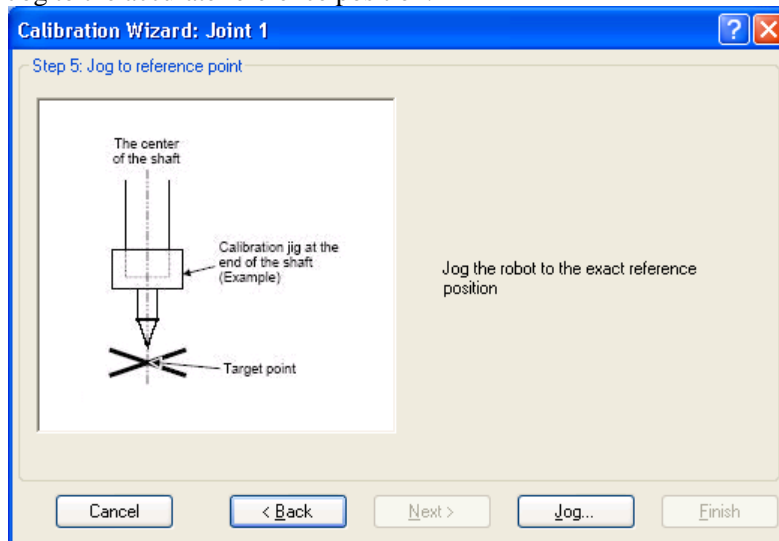 Calibration Wizard: Joint 1
Step 5: Jog to reference point
The center
of the shaft
Calibration jig at the
end of the shaft
(Example)
Target point
Jog the robot to the exact reference
position
Cancel
< Back
Next >
Jog...
Finish